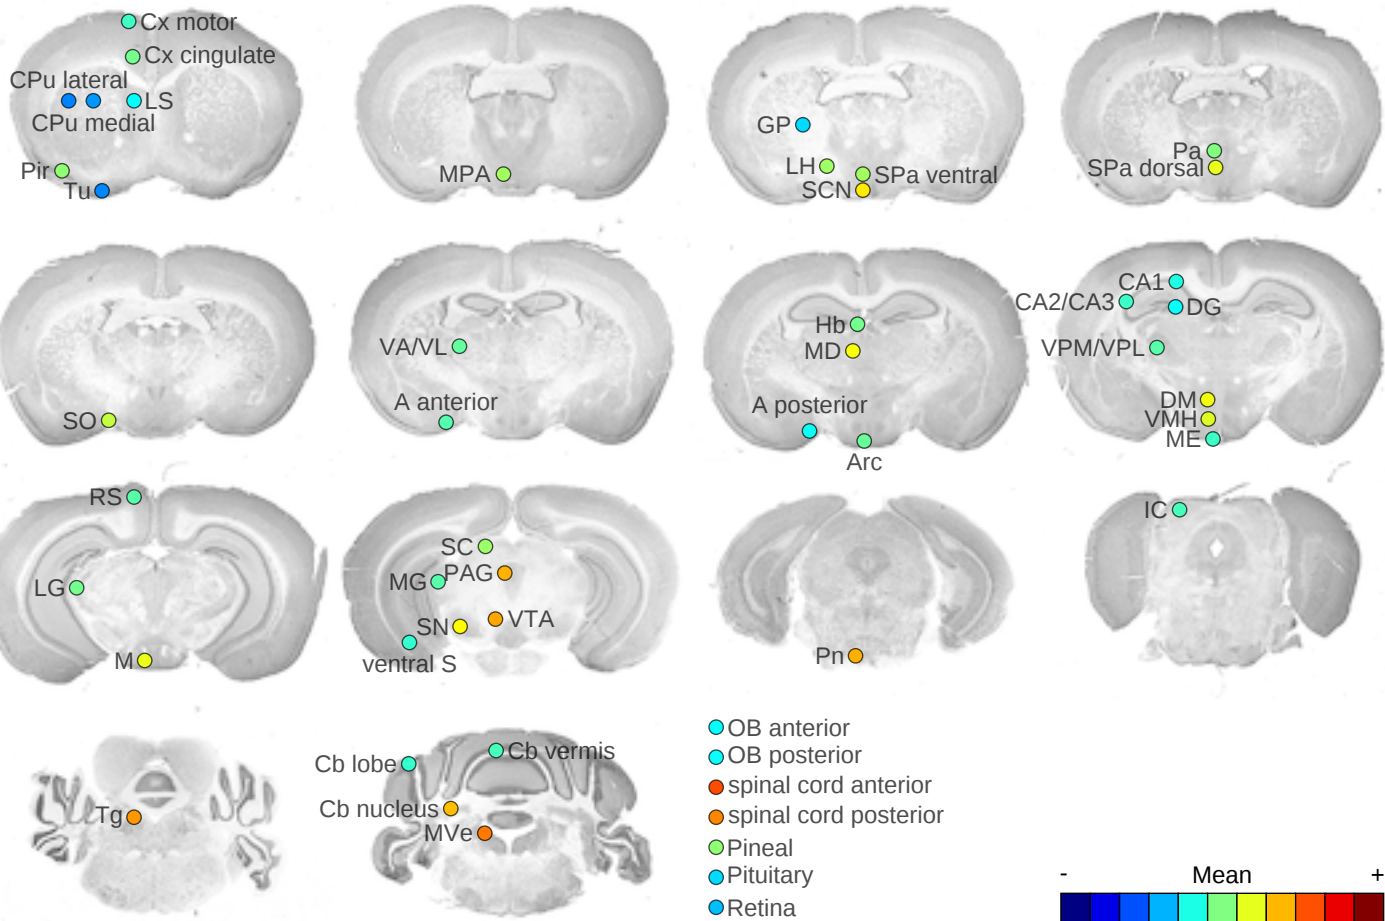 Cx motor
Cx cingulate
CPu lateral
LS
CPu medial
Pir
Tu
MPA
GP
LH
SPa ventral
SCN
Pa
SPa dorsal
SO
VA/VL
A anterior
Hb
MD
A posterior
Arc
CA1
CA2/CA3
DG
VPM/VPL
DM
VMH
ME
RS
LG
M
SC
PAG
MG
VTA
SN
ventral S
Pn
IC
Tg
Cb vermis
Cb lobe
Cb nucleus
MVe
OB anterior
OB posterior
spinal cord anterior
spinal cord posterior
Pineal
Pituitary
Retina
- Mean +